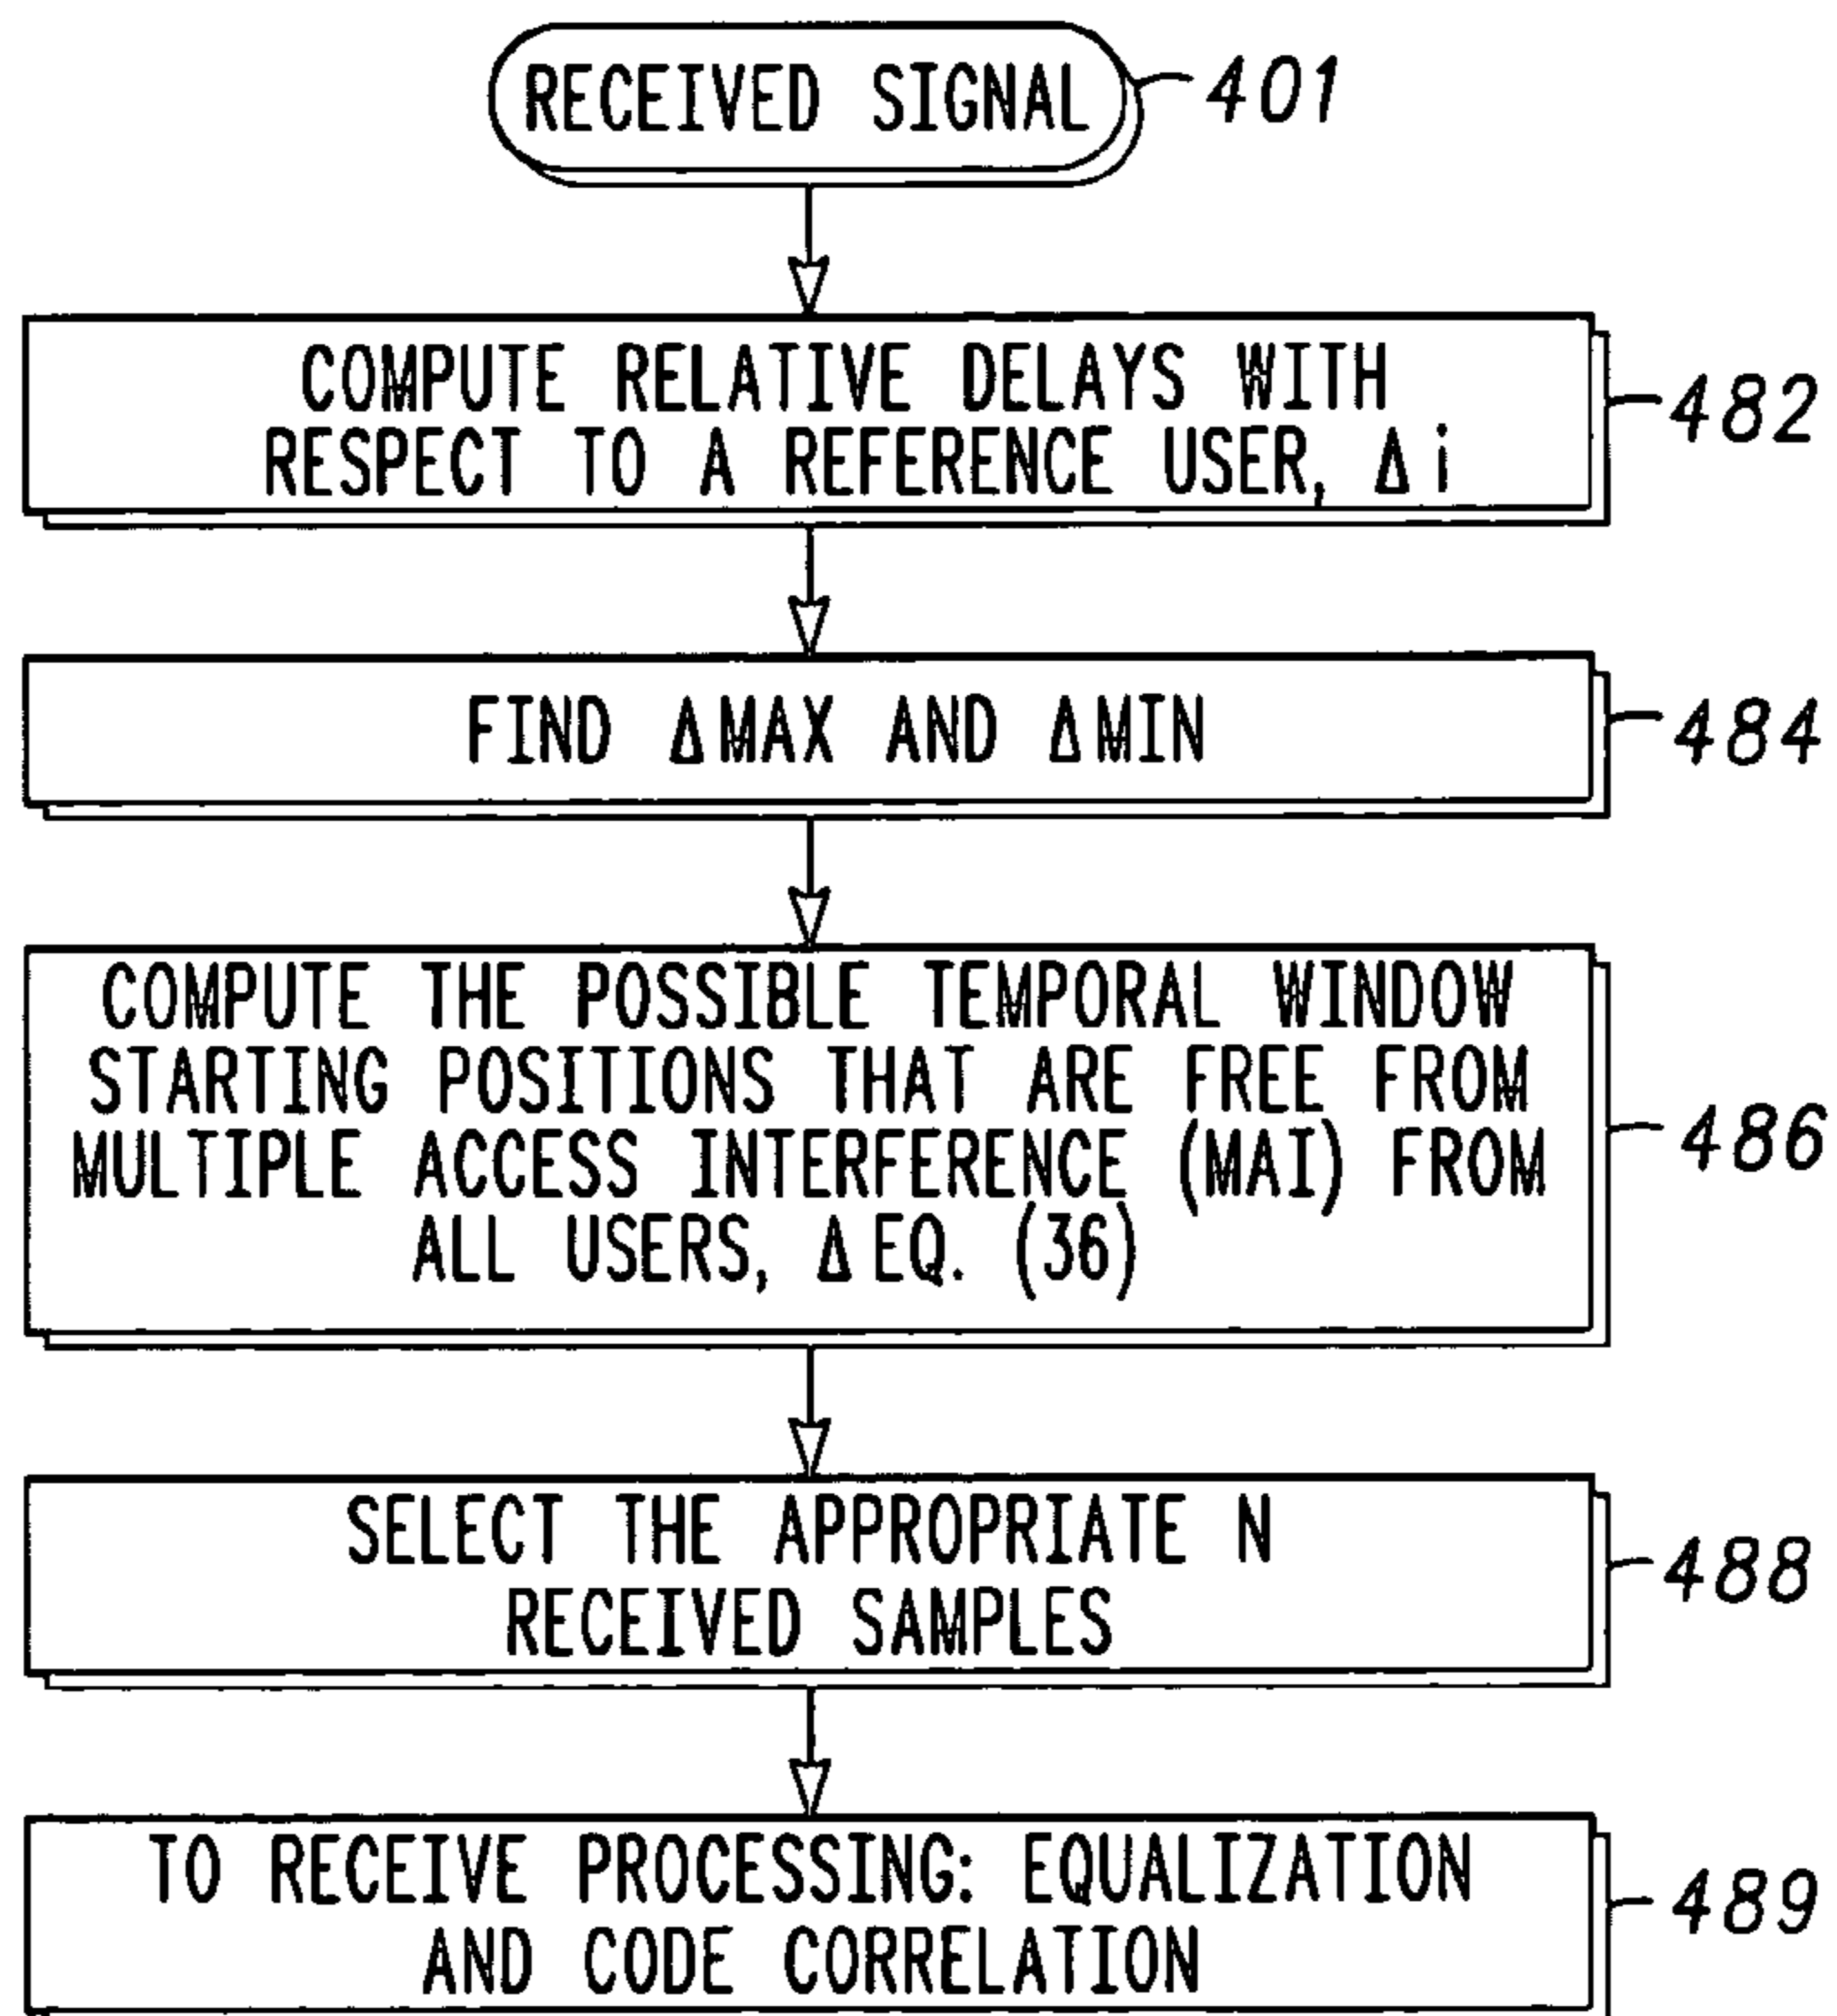 RECEIVED SIGNAL
401
COMPUTE RELATIVE DELAYS WITH
RESPECT TO A REFERENCE USER, Δ i
482
FIND ΔMAX AND ΔMIN
484
COMPUTE THE POSSIBLE TEMPORAL WINDOW
STARTING POSITIONS THAT ARE FREE FROM
MULTIPLE ACCESS INTERFERENCE (MAI) FROM
ALL USERS, Δ EQ. (36)
486
SELECT THE APPROPRIATE N
RECEIVED SAMPLES
488
TO RECEIVE PROCESSING: EQUALIZATION
AND CODE CORRELATION
489